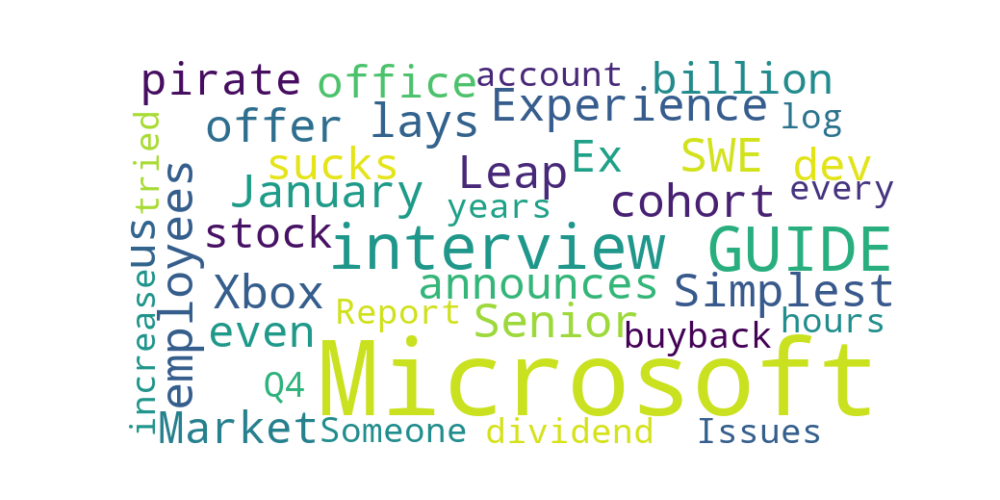 pirate office account billion
Experience
offer lays log
tried
sucks Leap Ex SWE dev
January years cohort every
employees
us
stock interview GUIDE
Xbox announces Simplest
increase
Report Senior hours
even buyback
Microsoft
Q4
Market Someone dividend Issues